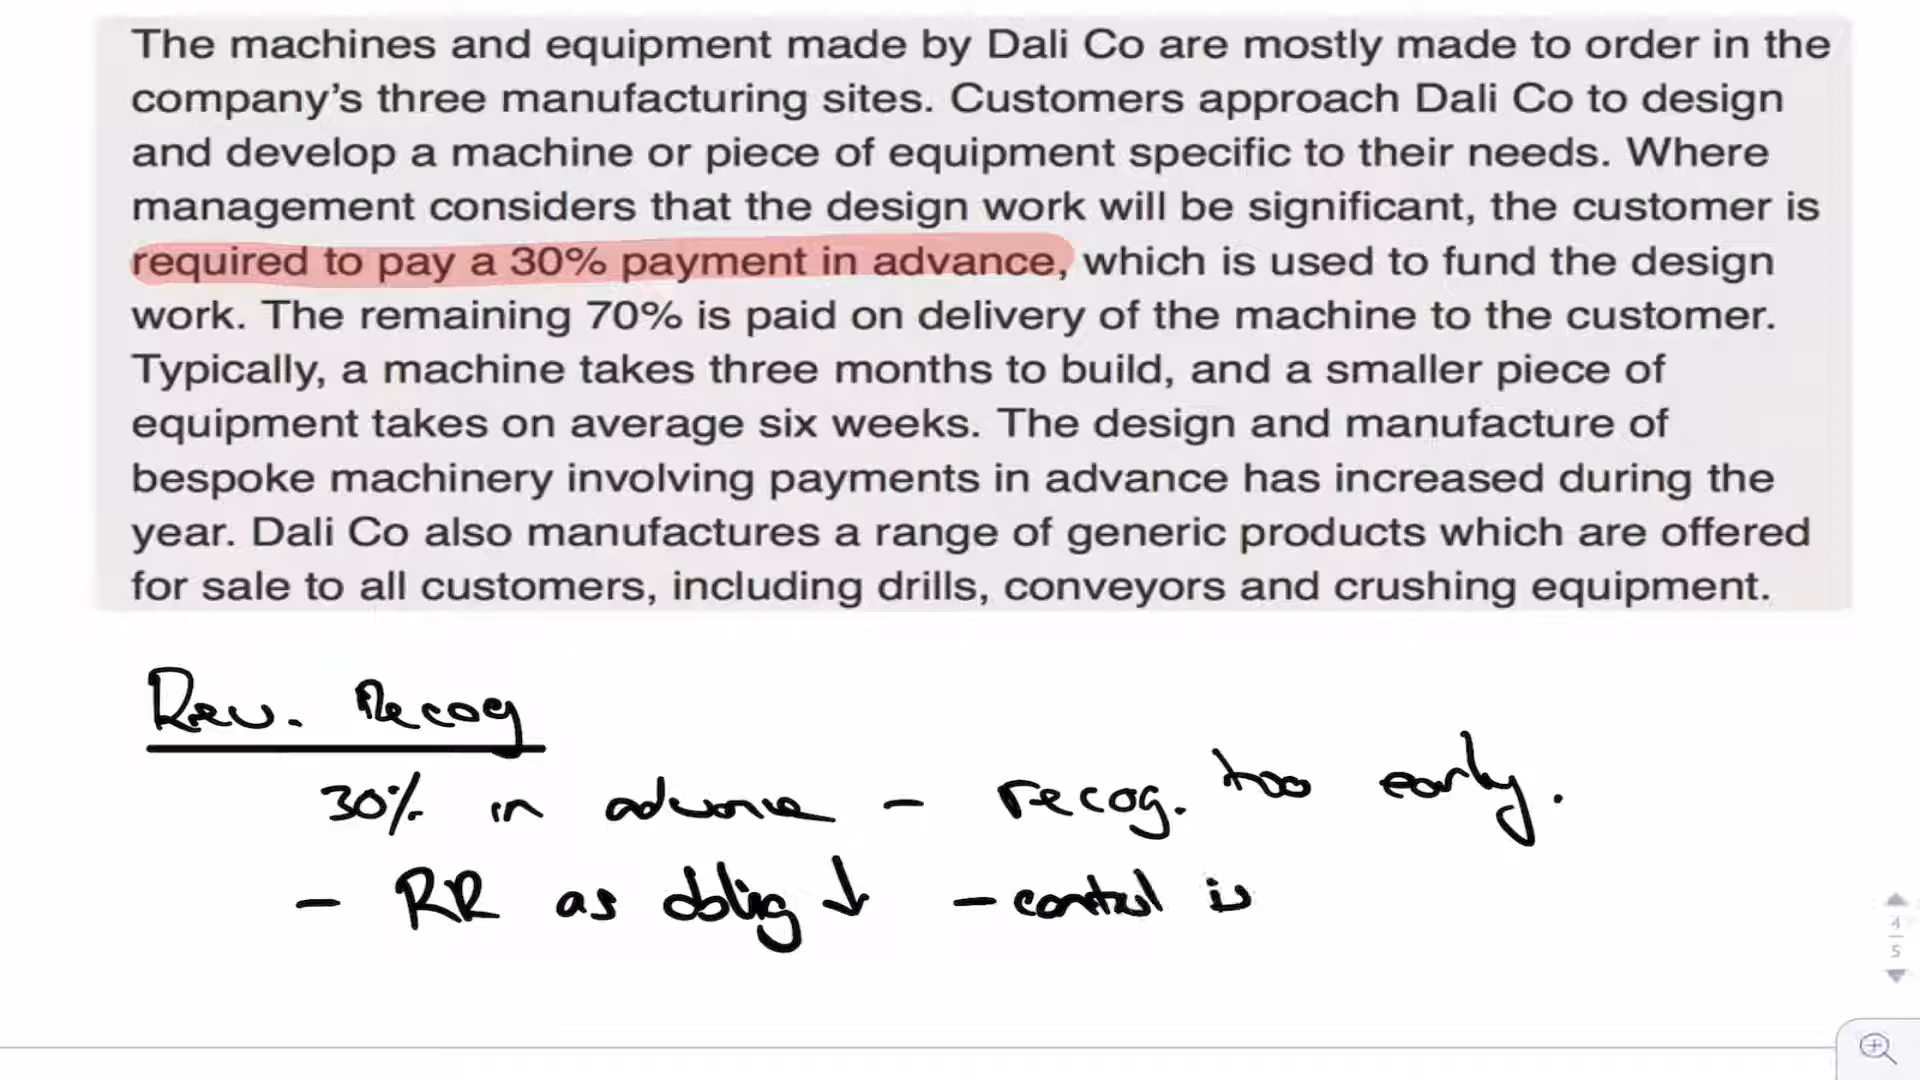 The machines and equipment made by Dali Co are mostly made to order in the
company's three manufacturing sites. Customers approach Dali Co to design
and develop a machine or piece of equipment specific to their needs. Where
management considers that the design work will be significant, the customer is
required to pay a 30% payment in advance, which is used to fund the design
work. The remaining 70% is paid on delivery of the machine to the customer.
Typically, a machine takes three months to build, and a smaller piece of
equipment takes on average six weeks. The design and manufacture of
bespoke machinery involving payments in advance has increased during the
year. Dali Co also manufactures a range of generic products which are offered
for sale to all customers, including drills, conveyors and crushing equipment.
Rev. Recog
30% in advance – recog. too early.
– RR as oblig ↓ – control is
4
5